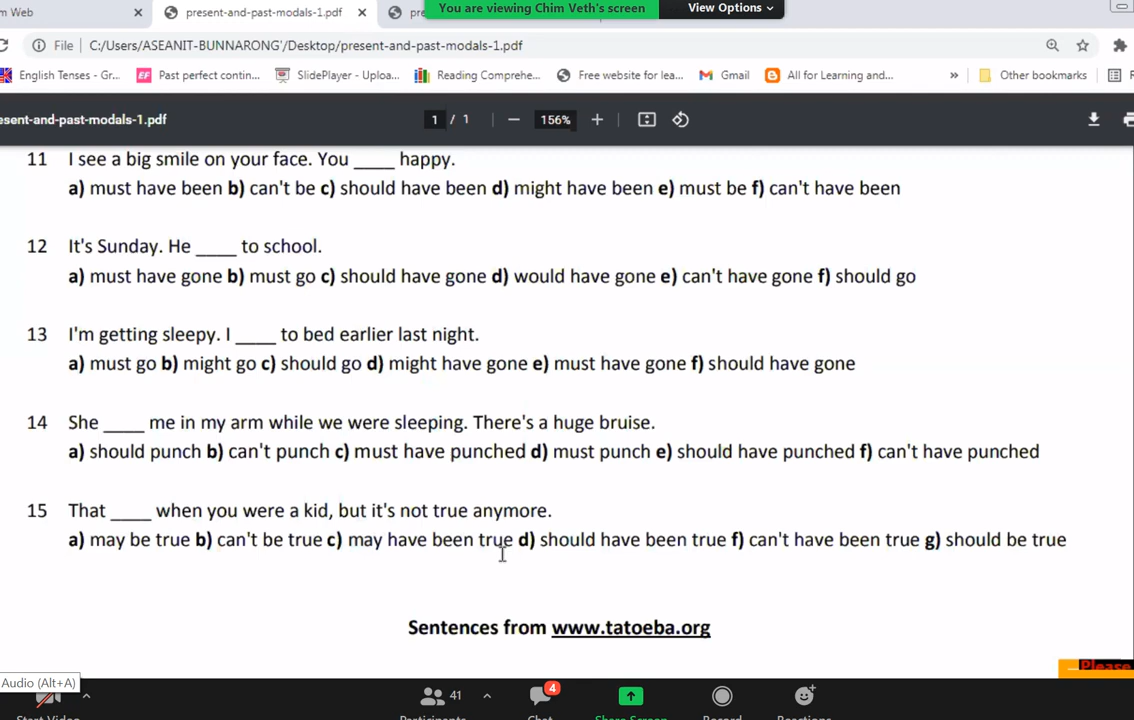 m Web
present-and-past-modals-1.pdf
pre
You are viewing Chim Veth's screen
View Options
File
C:/Users/ASEANIT-BUNNARONG'/Desktop/present-and-past-modals-1.pdf
English Tenses - Gr...
EF Past perfect contin...
SlidePlayer - Uploa...
Reading Comprehe...
Free website for lea...
Gmail
All for Learning and...
»
Other bookmarks
esent-and-past-modals-1.pdf
1 / 1
— 156% +
11 I see a big smile on your face. You ____ happy.
a) must have been b) can't be c) should have been d) might have been e) must be f) can't have been
12 It's Sunday. He ____ to school.
a) must have gone b) must go c) should have gone d) would have gone e) can't have gone f) should go
13 I'm getting sleepy. I ____ to bed earlier last night.
a) must go b) might go c) should go d) might have gone e) must have gone f) should have gone
14 She ____ me in my arm while we were sleeping. There's a huge bruise.
a) should punch b) can't punch c) must have punched d) must punch e) should have punched f) can't have punched
15 That ____ when you were a kid, but it's not true anymore.
a) may be true b) can't be true c) may have been true d) should have been true f) can't have been true g) should be true
Sentences from www.tatoeba.org
Please
Audio (Alt+A)
41
4
Start Video
Participants
Chat
Share Screen
Record
Reactions